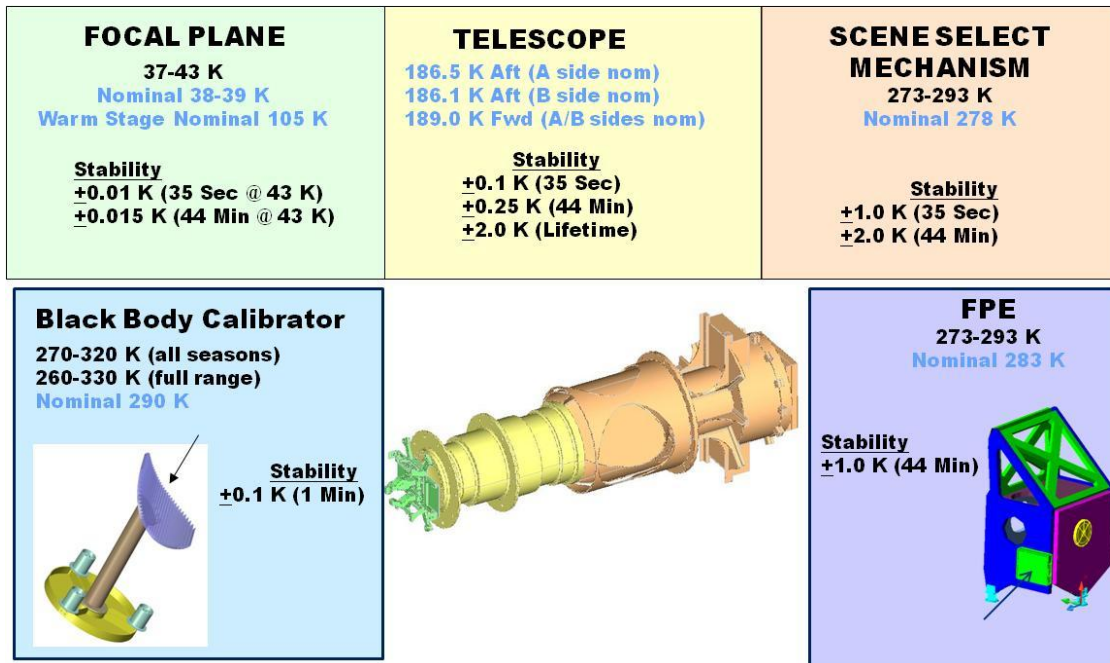 FOCAL PLANE
37-43 K
Nominal 38-39 K
Warm Stage Nominal 105 K
Stability
±0.01 K (35 Sec @ 43 K)
±0.015 K (44 Min @ 43 K)
TELESCOPE
186.5 K Aft (A side nom)
186.1 K Aft (B side nom)
189.0 K Fwd (A/B sides nom)
Stability
±0.1 K (35 Sec)
±0.25 K (44 Min)
±2.0 K (Lifetime)
SCENE SELECT
MECHANISM
273-293 K
Nominal 278 K
Stability
±1.0 K (35 Sec)
±2.0 K (44 Min)
Black Body Calibrator
270-320 K (all seasons)
260-330 K (full range)
Nominal 290 K
Stability
±0.1 K (1 Min)
FPE
273-293 K
Nominal 283 K
Stability
±1.0 K (44 Min)